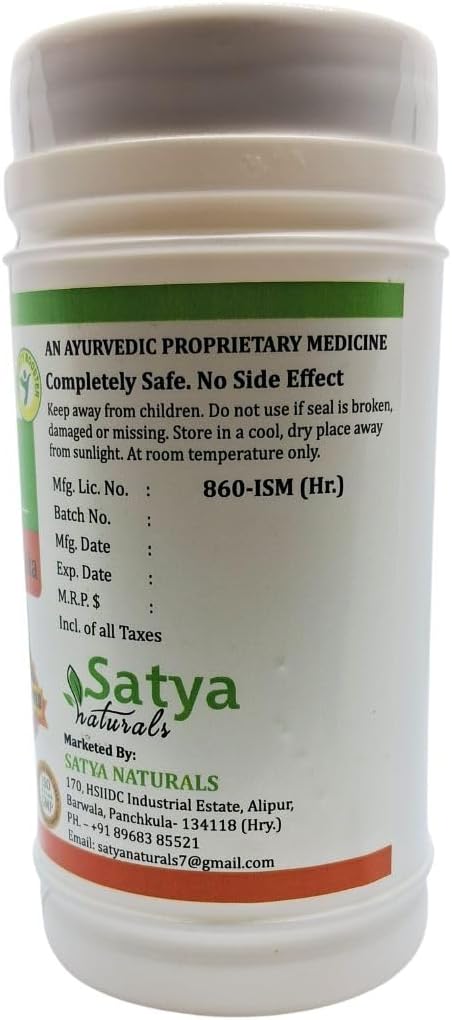 BOOSTER
AN AYURVEDIC PROPRIETARY MEDICINE
Completely Safe. No Side Effect
Keep away from children. Do not use if seal is broken,
damaged or missing. Store in a cool, dry place away
from sunlight. At room temperature only.
Mfg. Lic. No. : 860-ISM (Hr.)
Batch No. :
Mfg. Date :
Exp. Date :
M.R.P. $ :
Incl. of all Taxes
Satya
naturals
Marketed By:
SATYA NATURALS
170, HSIIDC Industrial Estate, Alipur,
Barwala, Panchkula- 134118 (Hry.)
PH. - +91 89683 85521
Email: satyanaturals7@gmail.com